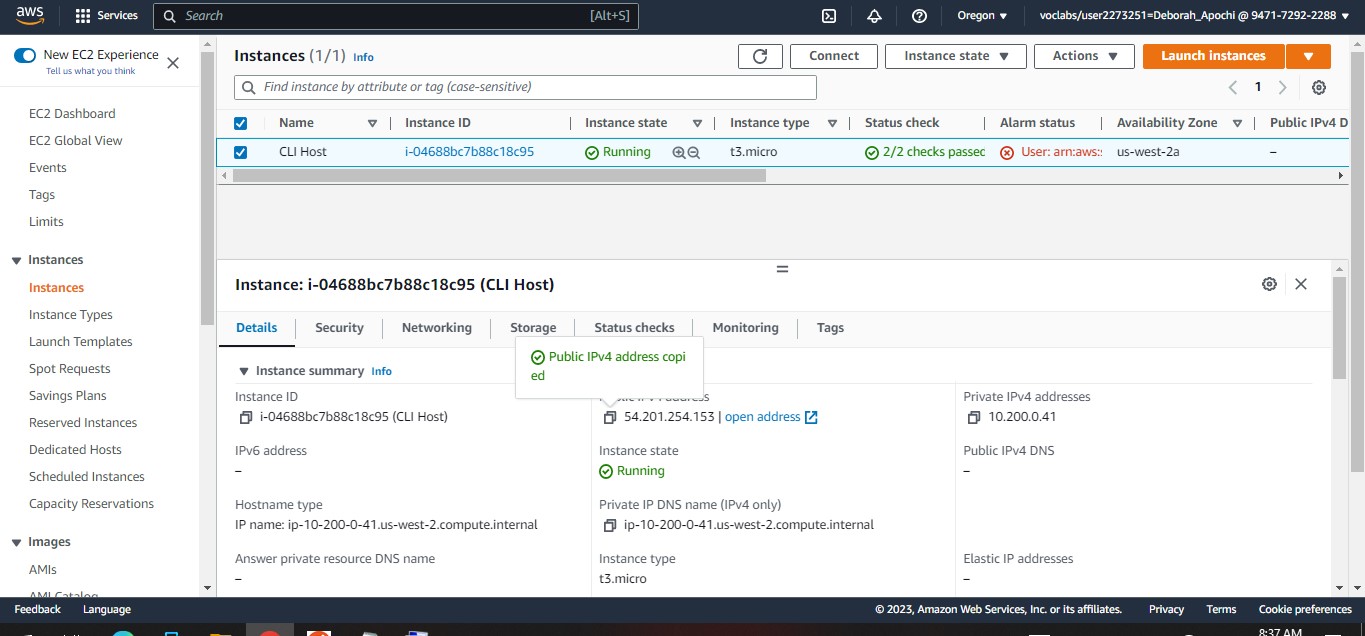 aws
Services
Search
[Alt+S]
Oregon
voclabs/user2273251=Deborah_Apochi @ 9471-7292-2288
New EC2 Experience
Tell us what you think
EC2 Dashboard
EC2 Global View
Events
Tags
Limits
Instances
Instances
Instance Types
Launch Templates
Spot Requests
Savings Plans
Reserved Instances
Dedicated Hosts
Scheduled Instances
Capacity Reservations
Images
AMIs
AMI Catalog
Instances (1/1) Info
Connect
Instance state
Actions
Launch instances
Find instance by attribute or tag (case-sensitive)
1
Name
Instance ID
Instance state
Instance type
Status check
Alarm status
Availability Zone
Public IPv4 D
CLI Host
i-04688bc7b88c18c95
Running
t3.micro
2/2 checks passed
User: arn:aws:
us-west-2a
–
Instance: i-04688bc7b88c18c95 (CLI Host)
Details
Security
Networking
Storage
Status checks
Monitoring
Tags
Public IPv4 address copi
ed
Instance summary Info
Instance ID
i-04688bc7b88c18c95 (CLI Host)
Public IPv4 address
54.201.254.153 | open address
Private IPv4 addresses
10.200.0.41
IPv6 address
–
Instance state
Running
Public IPv4 DNS
–
Hostname type
IP name: ip-10-200-0-41.us-west-2.compute.internal
Private IP DNS name (IPv4 only)
ip-10-200-0-41.us-west-2.compute.internal
Answer private resource DNS name
–
Instance type
t3.micro
Elastic IP addresses
–
Feedback
Language
© 2023, Amazon Web Services, Inc. or its affiliates.
Privacy
Terms
Cookie preferences
8:37 AM